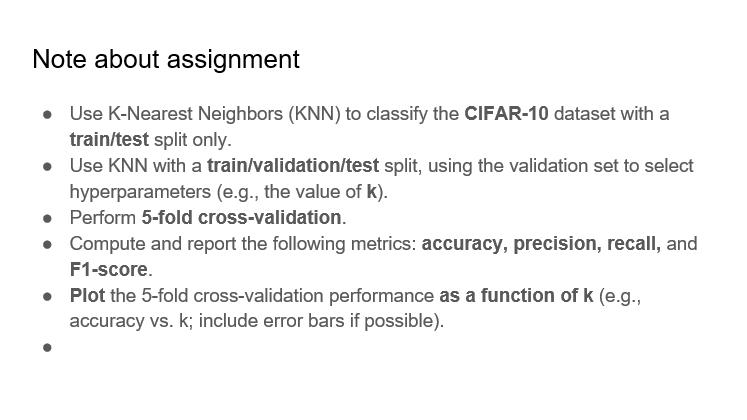 Note about assignment
● Use K-Nearest Neighbors (KNN) to classify the CIFAR-10 dataset with a
train/test split only.
● Use KNN with a train/validation/test split, using the validation set to select
hyperparameters (e.g., the value of k).
● Perform 5-fold cross-validation.
● Compute and report the following metrics: accuracy, precision, recall, and
F1-score.
● Plot the 5-fold cross-validation performance as a function of k (e.g.,
accuracy vs. k; include error bars if possible).
●